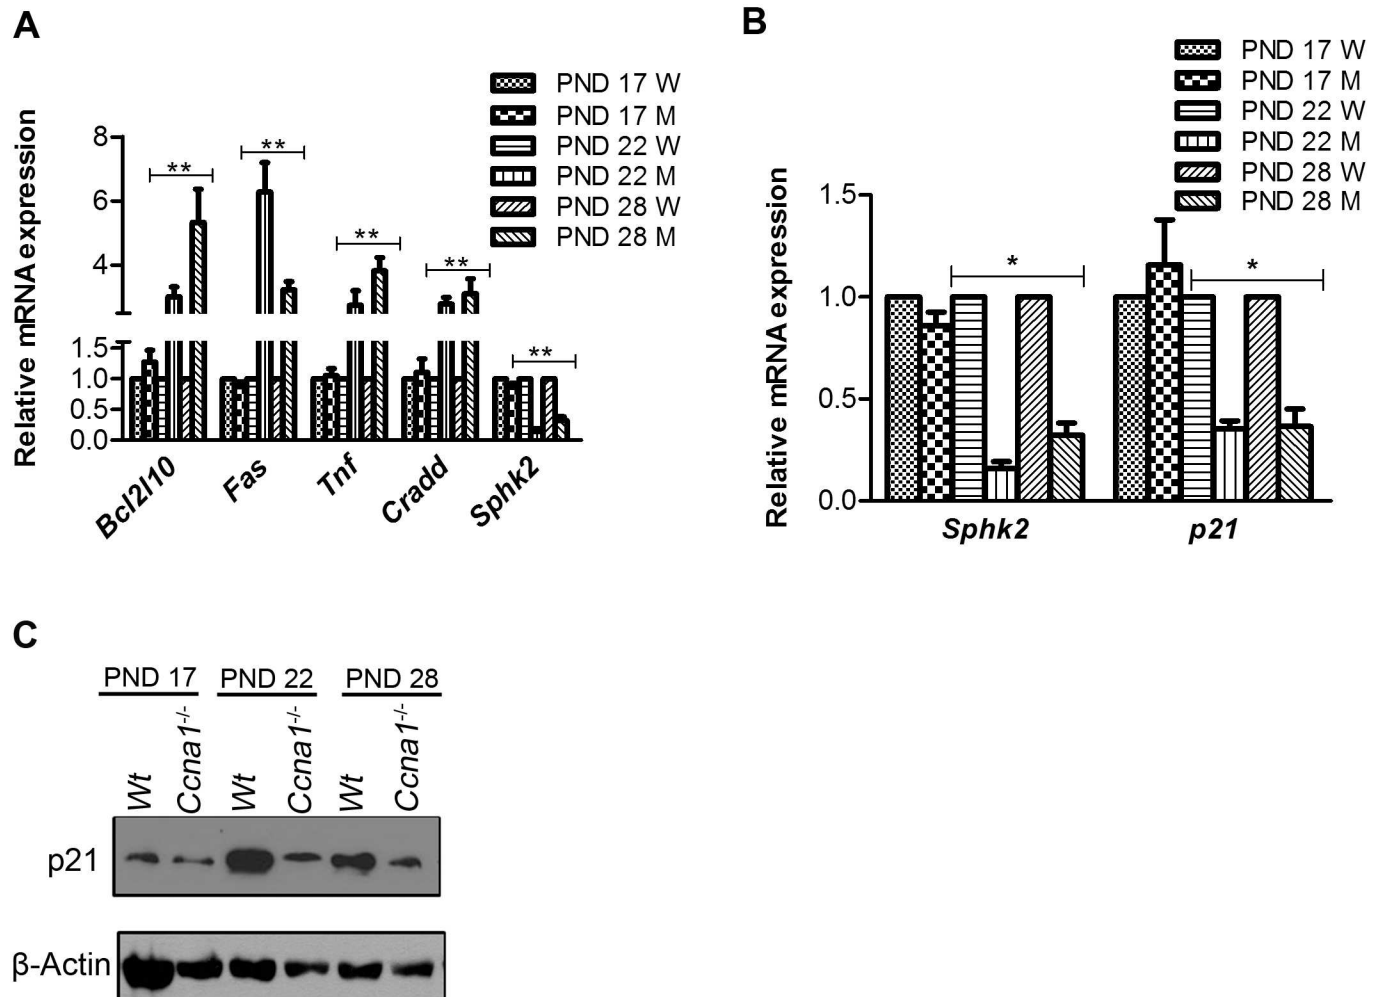 A
PND 17 W
PND 17 M
PND 22 W
PND 22 M
PND 28 W
PND 28 M
Relative mRNA expression
8
6
4
1.5
1.0
0.5
0.0
**
**
**
**
**
Bcl2l10
Fas
Tnf
Cradd
Sphk2
B
PND 17 W
PND 17 M
PND 22 W
PND 22 M
PND 28 W
PND 28 M
Relative mRNA expression
1.5
1.0
0.5
0.0
*
*
Sphk2
p21
C
PND 17 PND 22 PND 28
Wt Ccna1-/- Wt Ccna1-/- Wt Ccna1-/-
p21
β-Actin